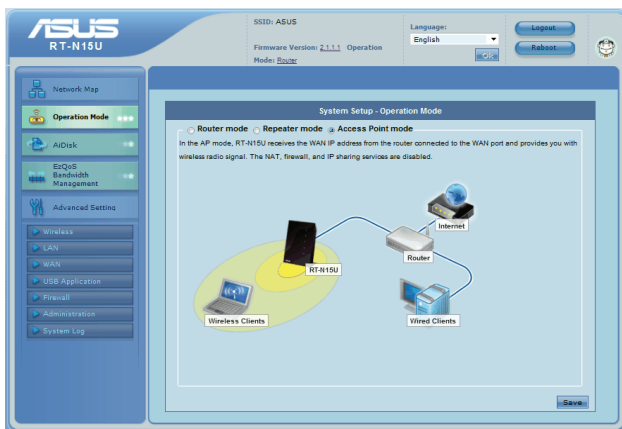 ASUS
RT-N15U
SSID: ASUS
Firmware Version: 2.1.1.1 Operation
Mode: Router
Language:
English
Logout
Reboot
Network Map
Operation Mode
AiDisk
EzQoS
Bandwidth
Management
Advanced Setting
Wireless
LAN
WAN
USB Application
Firewall
Administration
System Log
System Setup - Operation Mode
Router mode Repeater mode Access Point mode
In the AP mode, RT-N15U receives the WAN IP address from the router connected to the WAN port and provides you with
wireless radio signal. The NAT, firewall, and IP sharing services are disabled.
Internet
Router
RT-N15U
Wireless Clients
Wired Clients
Save